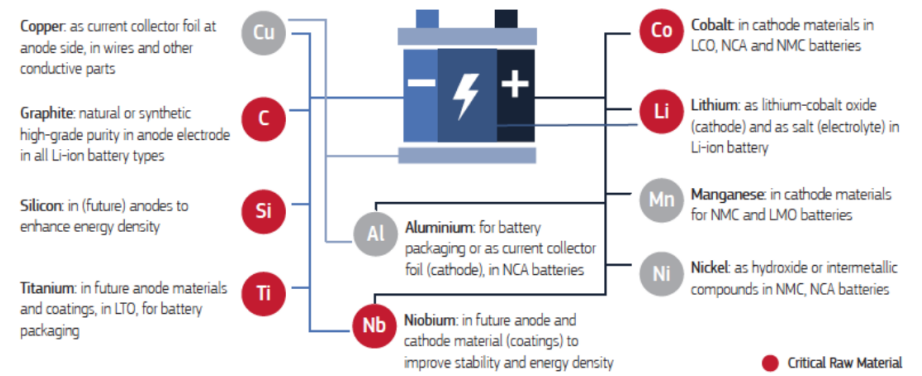 Copper: as current collector foil at
anode side, in wires and other
conductive parts
Cu
Graphite: natural or synthetic
high-grade purity in anode electrode
in all Li-ion battery types
C
Silicon: in (future) anodes to
enhance energy density
Si
Titanium: in future anode materials
and coatings, in LTO, for battery
packaging
Ti
− +
Al
Aluminium: for battery
packaging or as current collector
foil (cathode), in NCA batteries
Nb
Niobium: in future anode and
cathode material (coatings) to
improve stability and energy density
Co
Cobalt: in cathode materials in
LCO, NCA and NMC batteries
Li
Lithium: as lithium-cobalt oxide
(cathode) and as salt (electrolyte) in
Li-ion battery
Mn
Manganese: in cathode materials
for NMC and LMO batteries
Ni
Nickel: as hydroxide or intermetallic
compounds in NMC, NCA batteries
Critical Raw Material